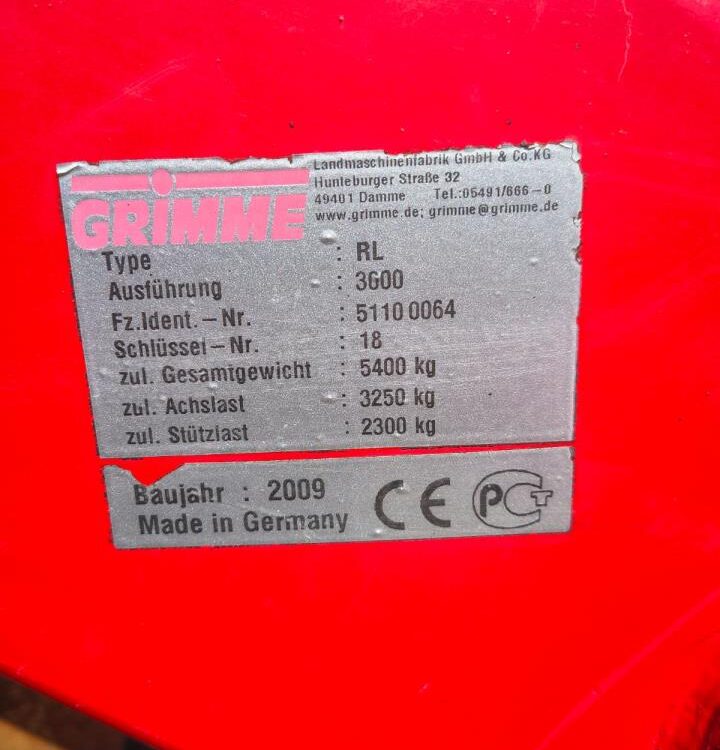 GRIMME
Landmaschinenfabrik GmbH & Co.KG
Hunteburger Straße 32
49401 Damme Tel.:05491/666-0
www.grimme.de; grimme@grimme.de
Type : RL
Ausführung : 3600
Fz.Ident.-Nr. : 51100064
Schlüssel-Nr. : 18
zul. Gesamtgewicht : 5400 kg
zul. Achslast : 3250 kg
zul. Stützlast : 2300 kg
Baujahr : 2009
Made in Germany CE PCT